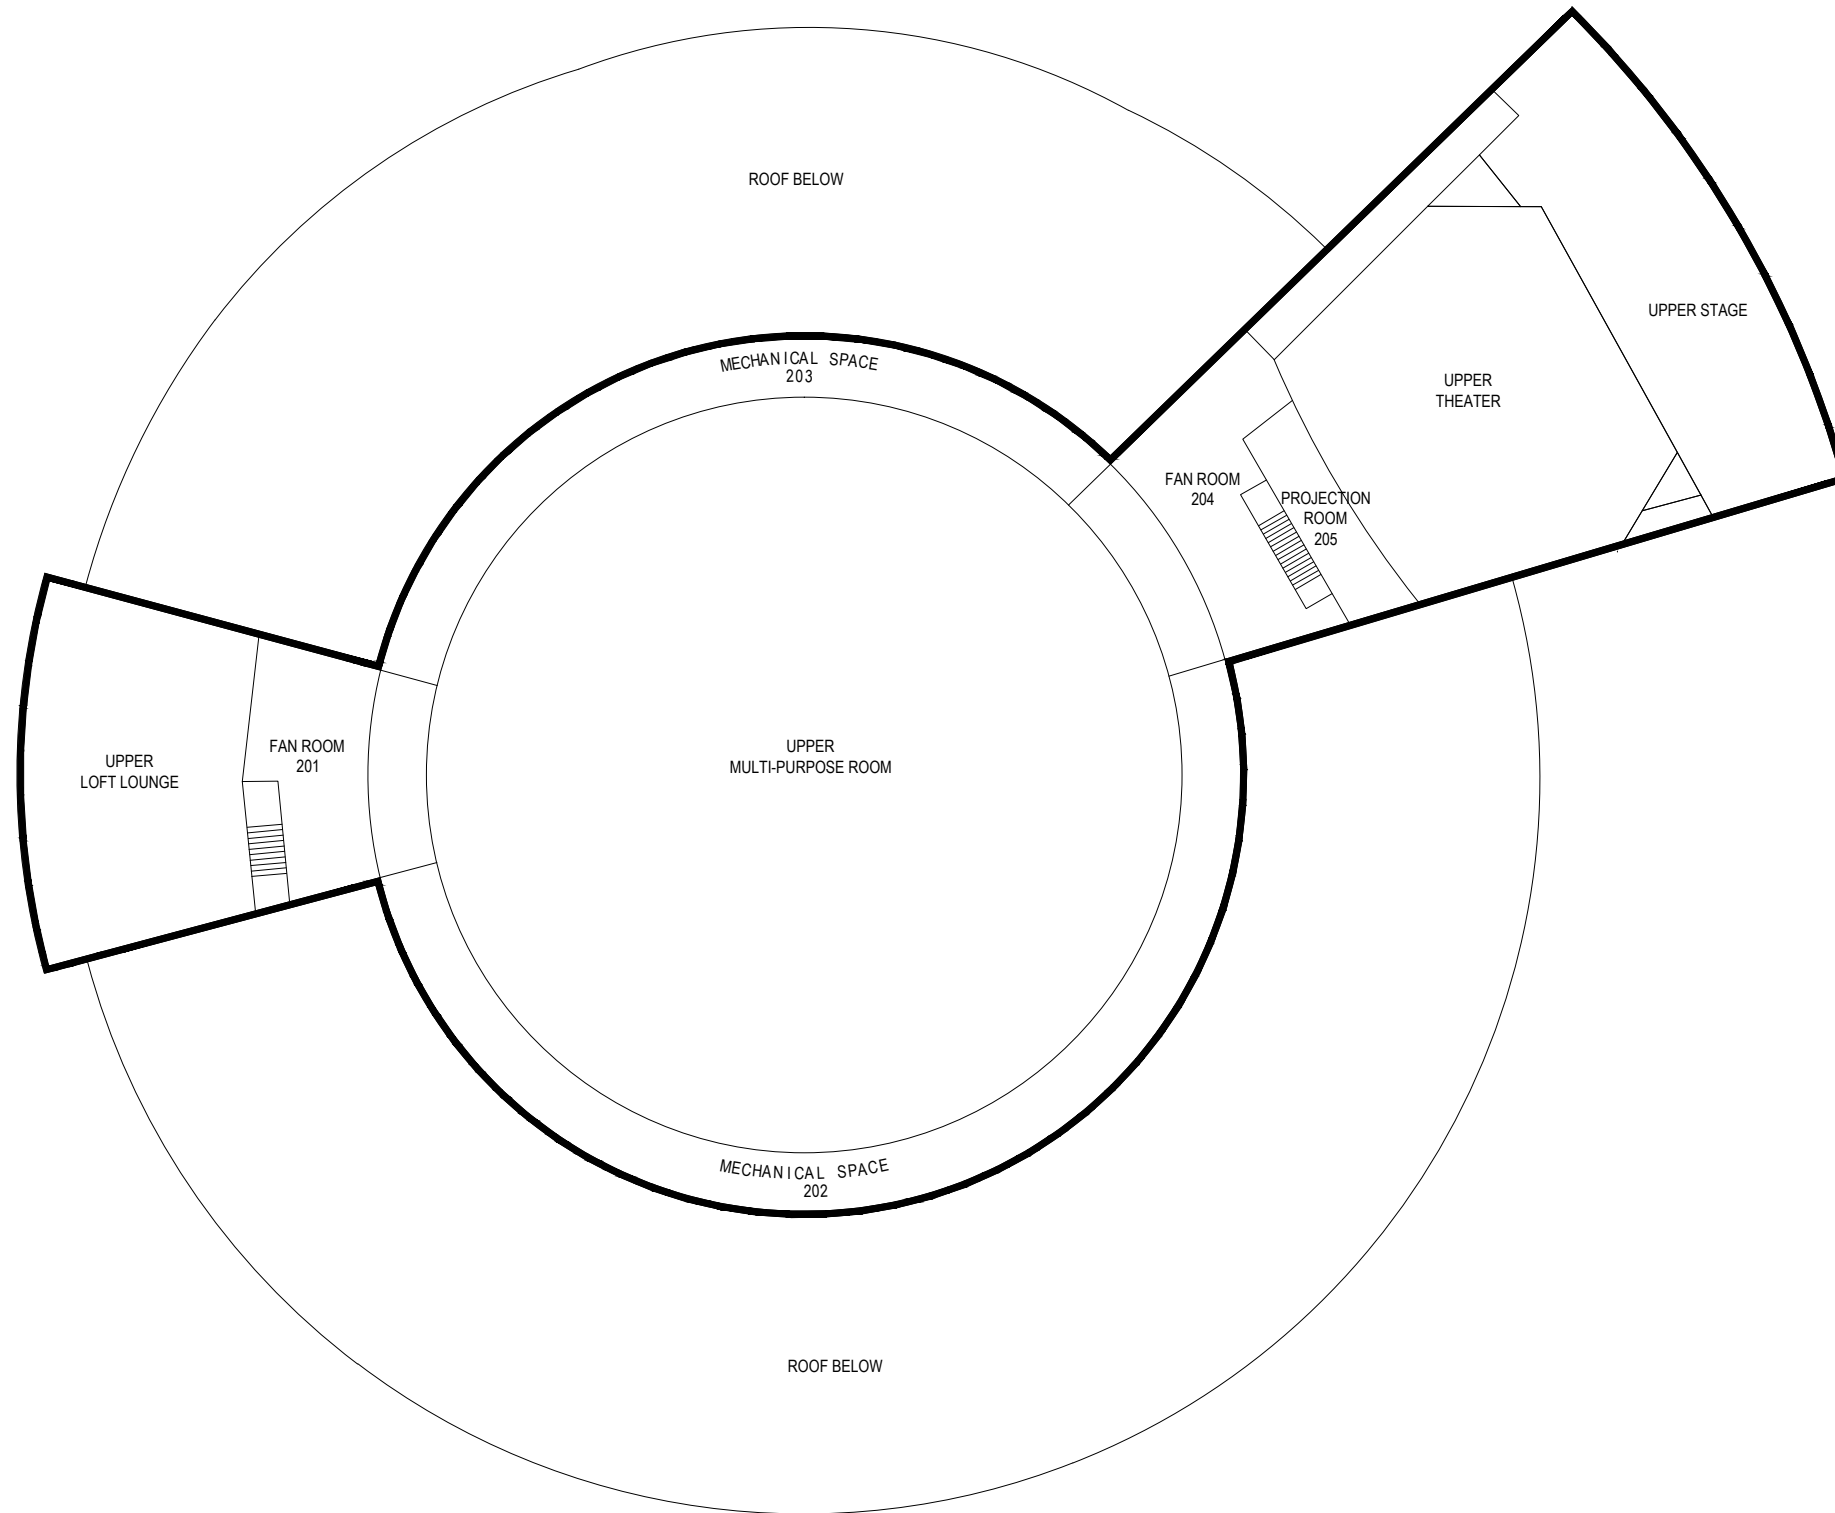 ROOF BELOW
MECHANICAL SPACE
203
UPPER STAGE
UPPER
THEATER
FAN ROOM
204
PROJECTION
ROOM
205
UPPER
LOFT LOUNGE
FAN ROOM
201
UPPER
MULTI-PURPOSE ROOM
MECHANICAL SPACE
202
ROOF BELOW